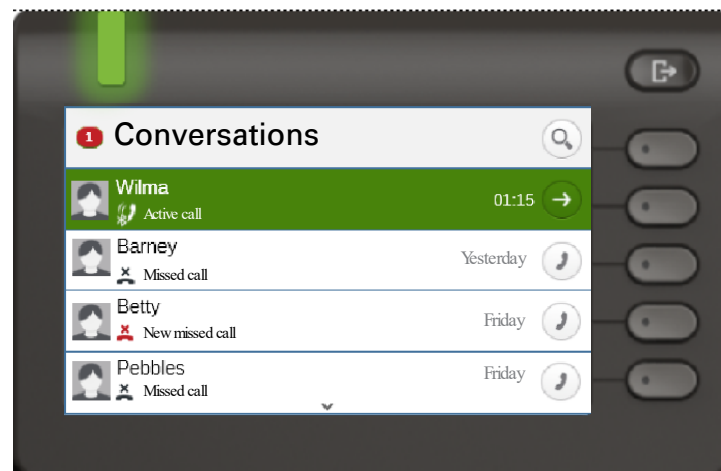 1 Conversations
Wilma
Active call
01:15
Barney
Missed call
Yesterday
Betty
New missed call
Friday
Pebbles
Missed call
Friday